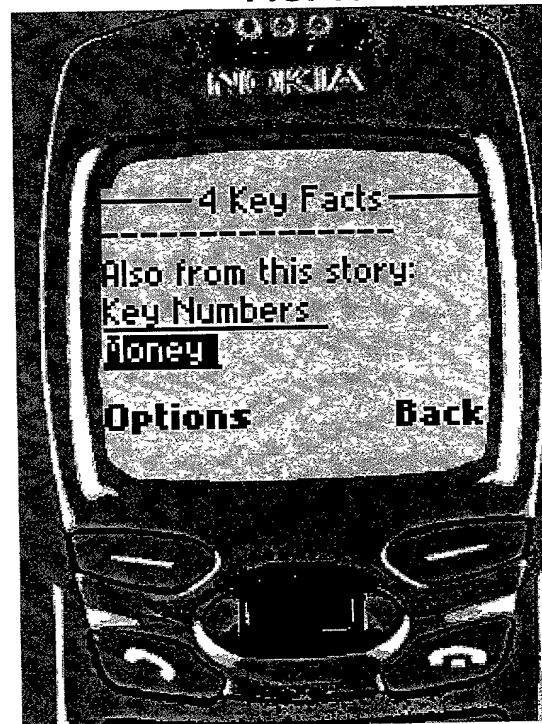 NOKIA
4 Key Facts
Also from this story:
Key Numbers
Money
Options Back